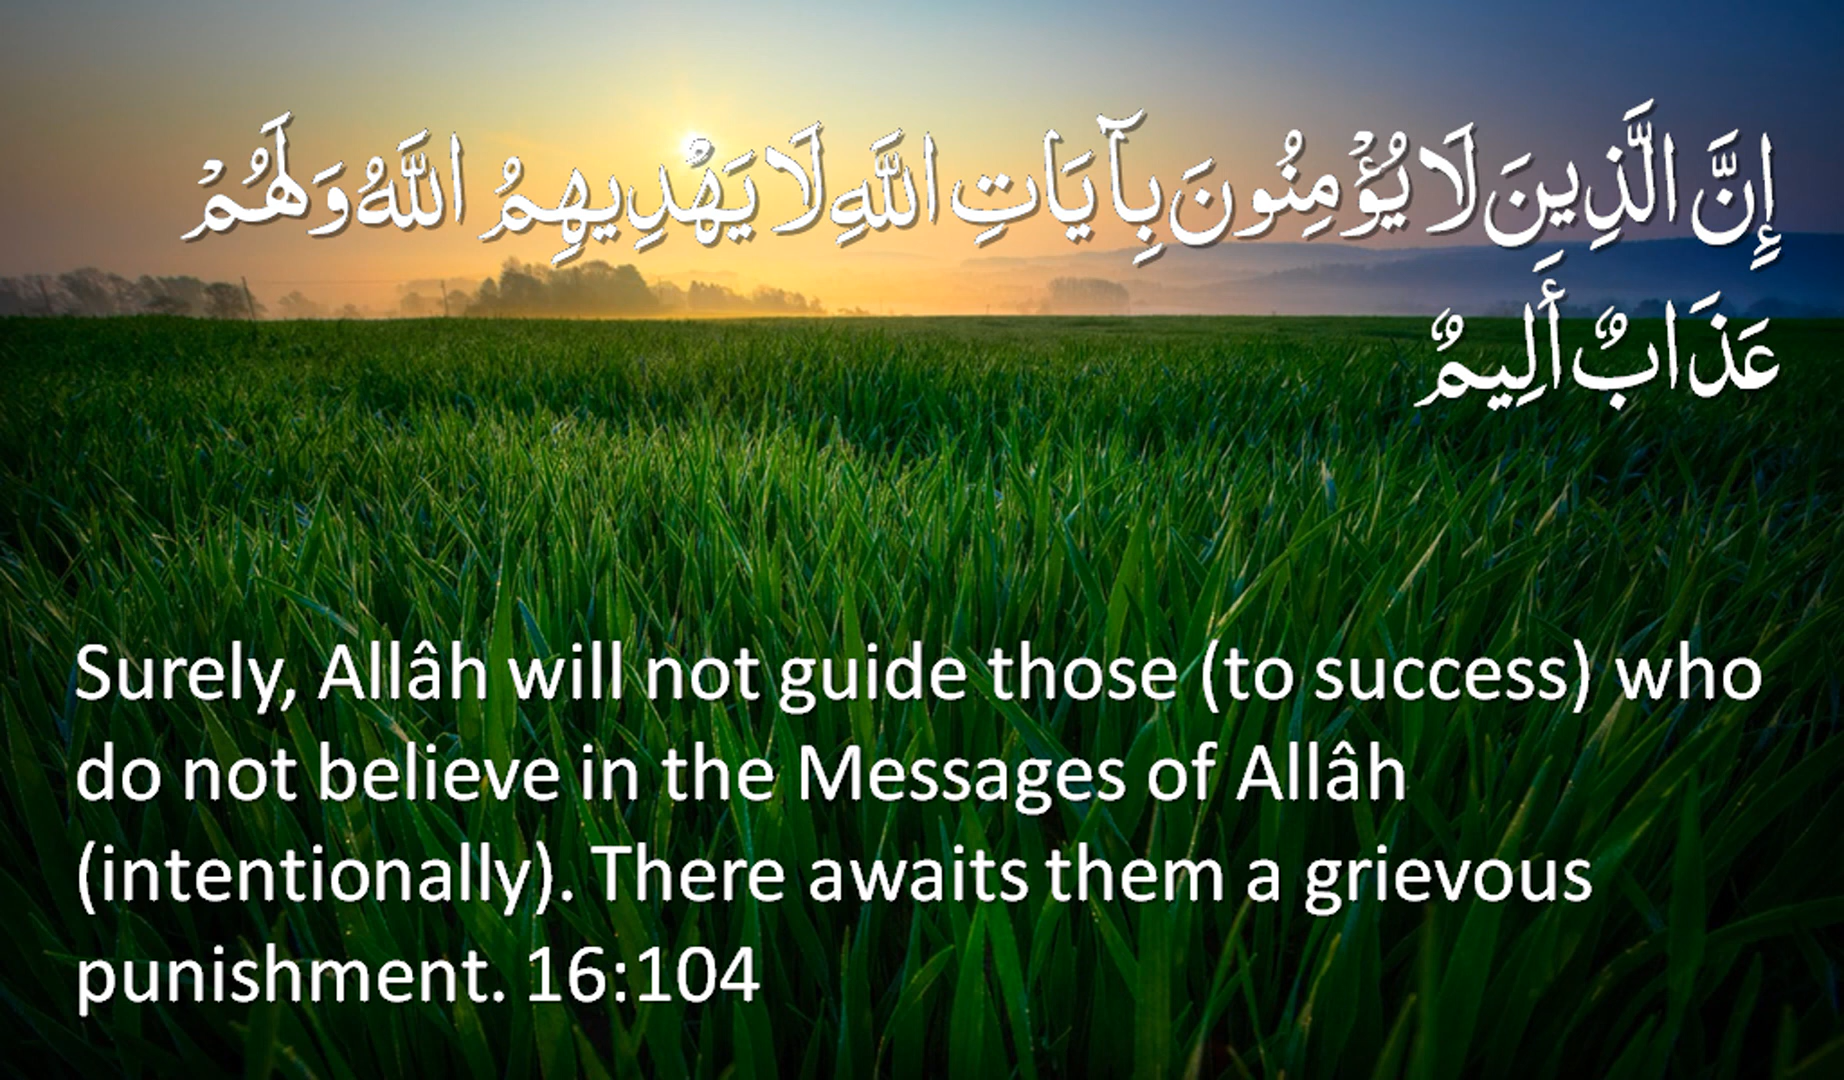 إِنَّ الَّذِينَ لَا يُؤْمِنُونَ بِآيَاتِ اللَّهِ لَا يَهْدِيهِمُ اللَّهُ وَلَهُمْ
عَذَابٌ أَلِيمٌ
Surely, Allâh will not guide those (to success) who
do not believe in the Messages of Allâh
(intentionally). There awaits them a grievous
punishment. 16:104